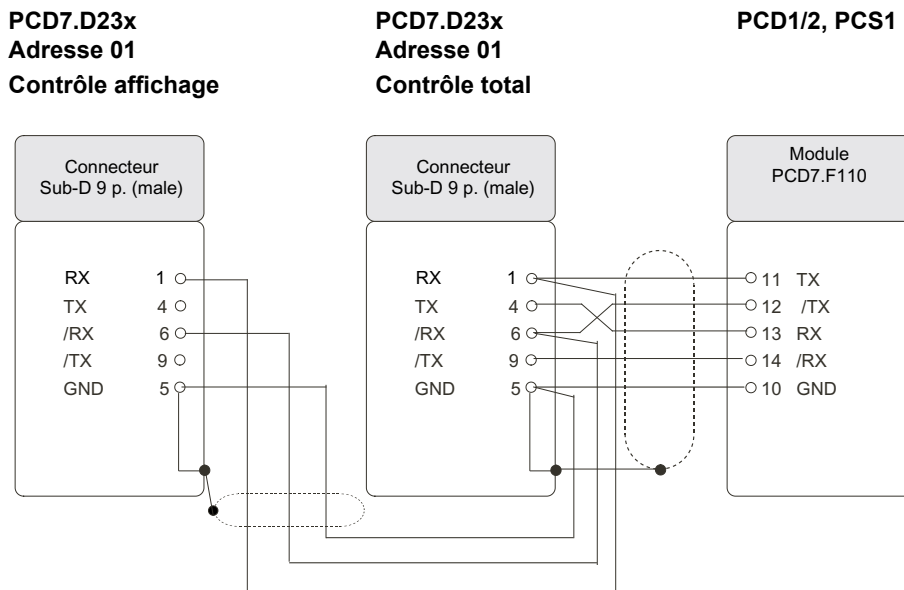 PCD7.D23x
Adresse 01
Contrôle affichage
PCD7.D23x
Adresse 01
Contrôle total
PCD1/2, PCS1
Connecteur
Sub-D 9 p. (male)
RX 1
TX 4
/RX 6
/TX 9
GND 5
Connecteur
Sub-D 9 p. (male)
RX 1
TX 4
/RX 6
/TX 9
GND 5
Module
PCD7.F110
11 TX
12 /TX
13 RX
14 /RX
10 GND